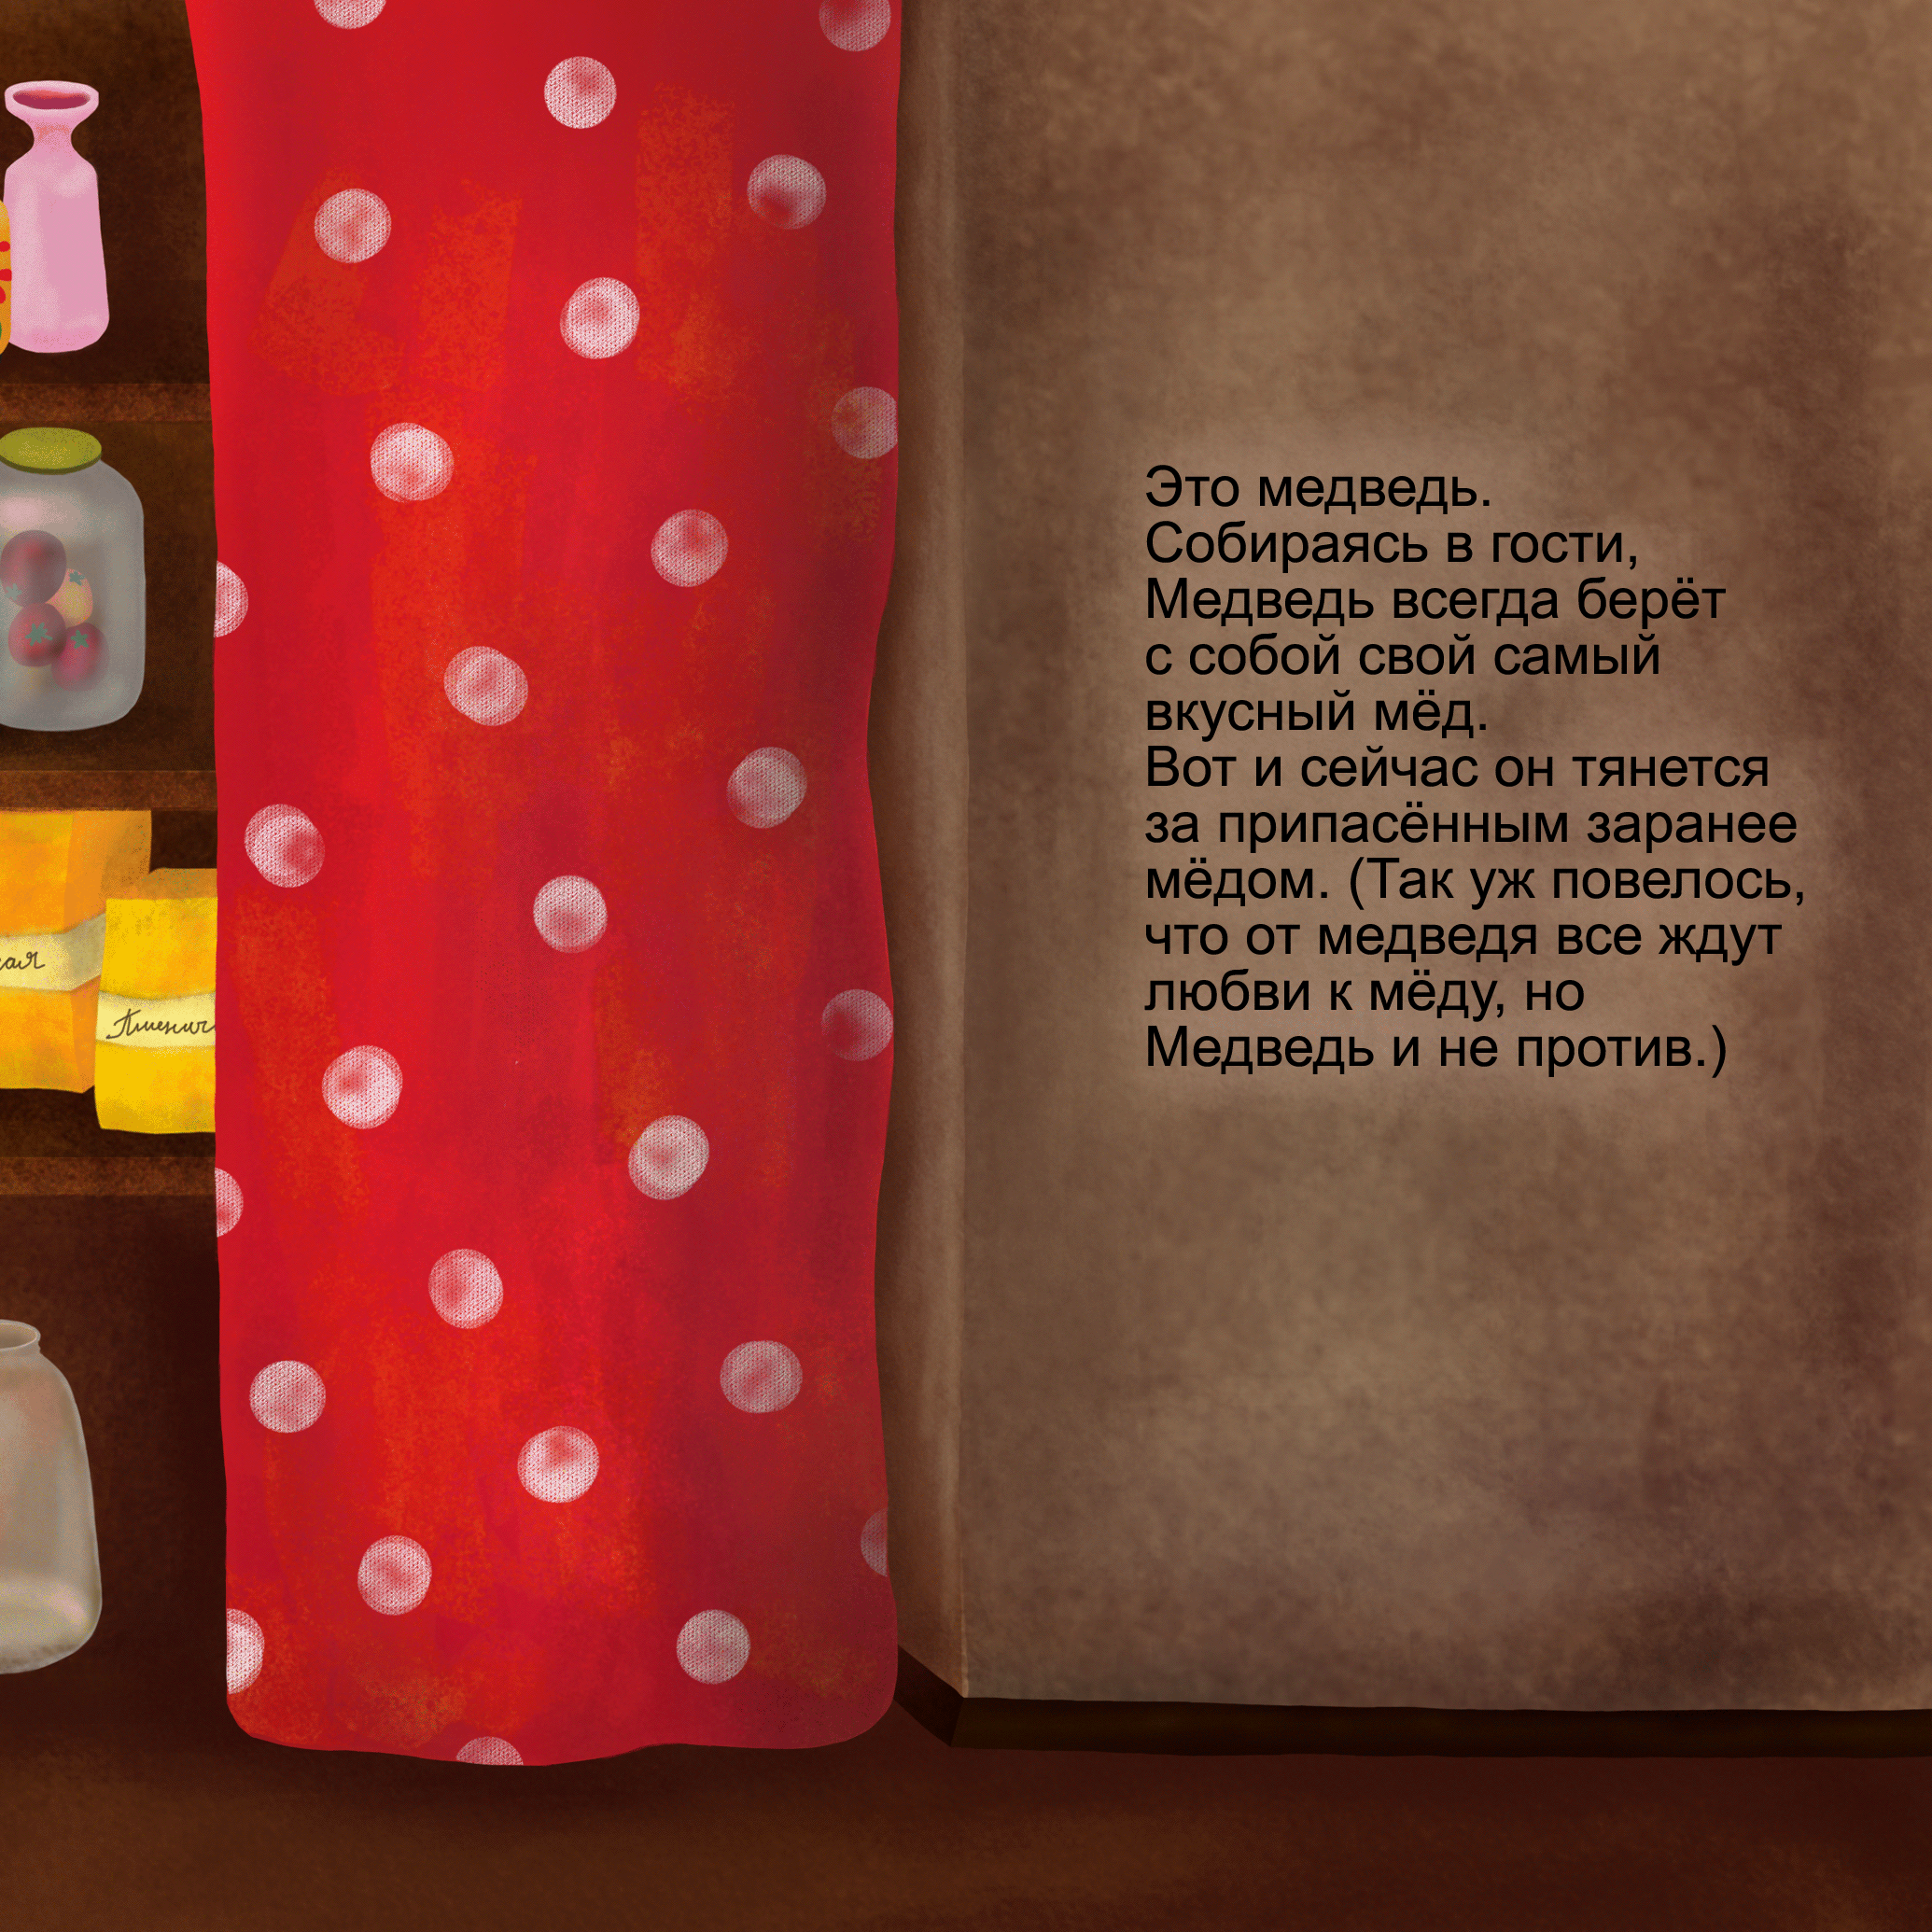 Это медведь.
Собираясь в гости,
Медведь всегда берёт
с собой свой самый
вкусный мёд.
Вот и сейчас он тянется
за припасённым заранее
мёдом. (Так уж повелось,
что от медведя все ждут
любви к мёду, но
Медведь и не против.)